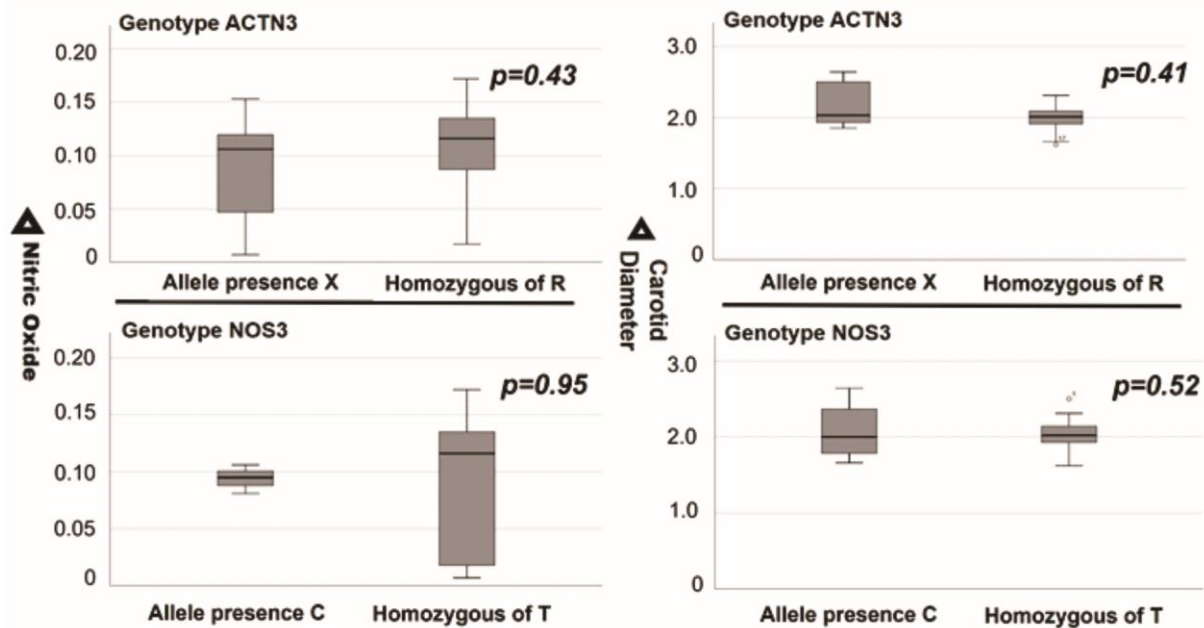 Genotype ACTN3
0.20
0.15
0.10
0.05
0
p=0.43
Allele presence X
Homozygous of R
Δ Nitric Oxide
Genotype NOS3
0.20
0.15
0.10
0.05
0
p=0.95
Allele presence C
Homozygous of T
Genotype ACTN3
3.0
2.0
1.0
0
p=0.41
Allele presence X
Homozygous of R
Δ Carotid
Diameter
Genotype NOS3
3.0
2.0
1.0
0
p=0.52
Allele presence C
Homozygous of T